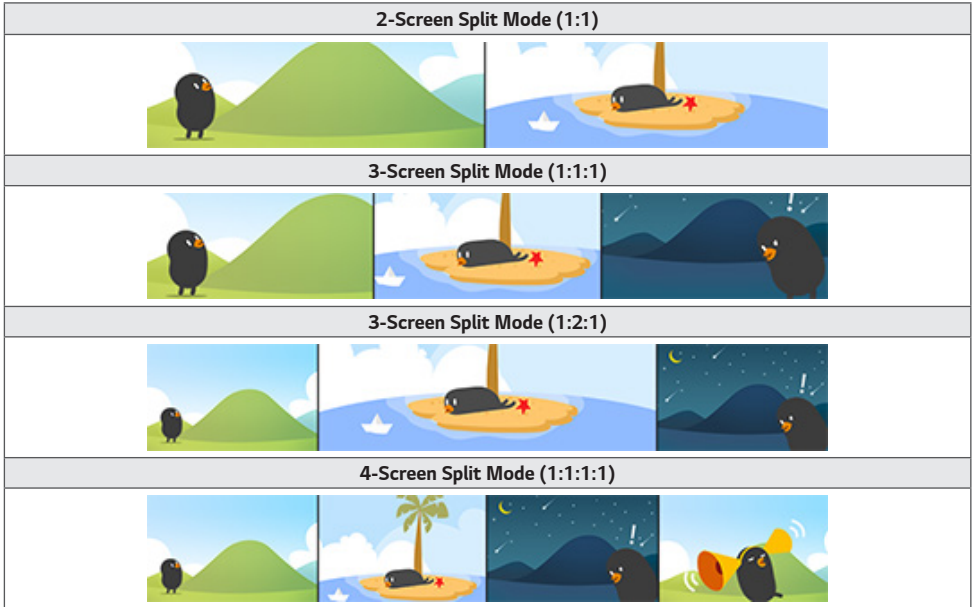 2-Screen Split Mode (1:1)
3-Screen Split Mode (1:1:1)
3-Screen Split Mode (1:2:1)
4-Screen Split Mode (1:1:1:1)